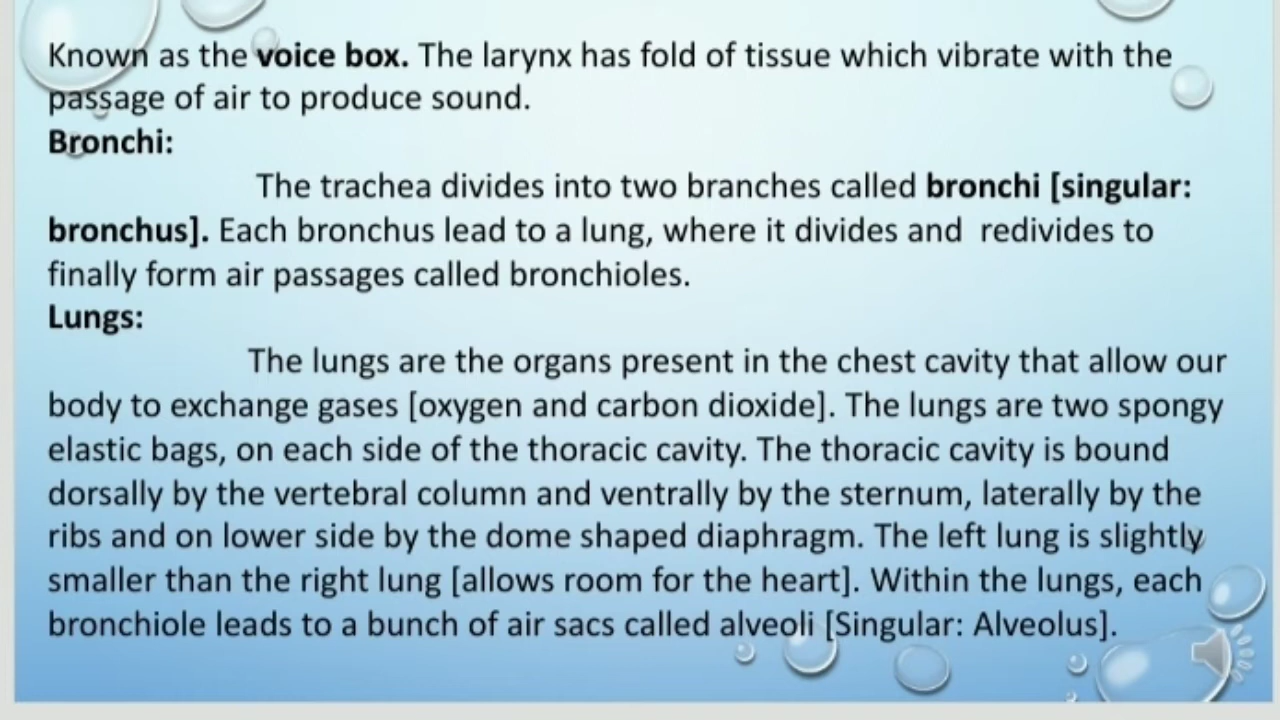 Known as the voice box. The larynx has fold of tissue which vibrate with the
passage of air to produce sound.
Bronchi:
The trachea divides into two branches called bronchi [singular:
bronchus]. Each bronchus lead to a lung, where it divides and redivides to
finally form air passages called bronchioles.
Lungs:
The lungs are the organs present in the chest cavity that allow our
body to exchange gases [oxygen and carbon dioxide]. The lungs are two spongy
elastic bags, on each side of the thoracic cavity. The thoracic cavity is bound
dorsally by the vertebral column and ventrally by the sternum, laterally by the
ribs and on lower side by the dome shaped diaphragm. The left lung is slightly
smaller than the right lung [allows room for the heart]. Within the lungs, each
bronchiole leads to a bunch of air sacs called alveoli [Singular: Alveolus].